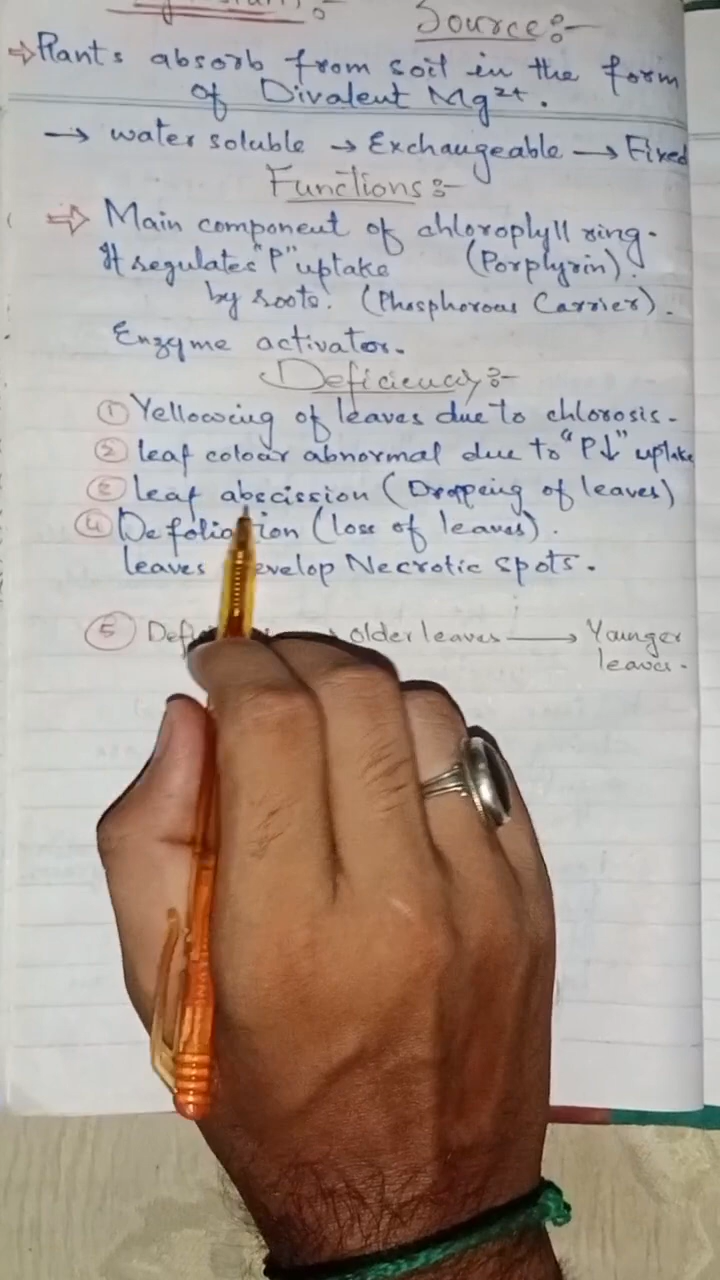 Source:-
⇒ Plants absorb from soil in the form
of Divalent Mg²⁺.
→ water soluble → Exchangeable → Fixed
Functions:-
⇒ Main component of chlorophyll ring.
It regulates "P" uptake (Porphyrin).
by roots. (Phosphorous Carrier).
Enzyme activator.
Deficiency:-
① Yellowing of leaves due to chlorosis.
② leaf colour abnormal due to "P↓" uptake
③ leaf abscission (Dropping of leaves)
④ Defoliation (loss of leaves).
leaves develop Necrotic spots.
⑤ older leaves → Younger
leaves.